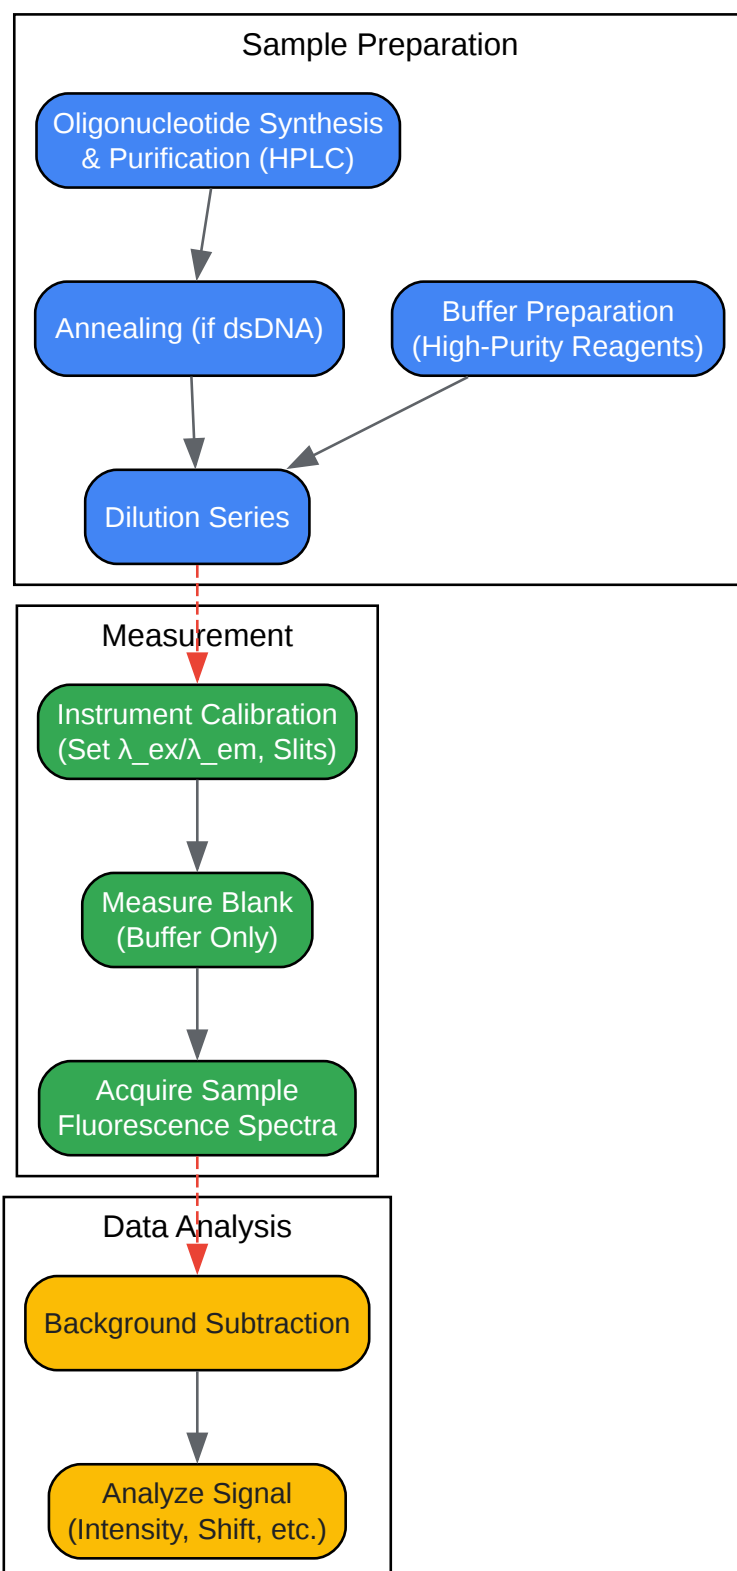 Sample Preparation
Oligonucleotide Synthesis
& Purification (HPLC)
Annealing (if dsDNA)
Buffer Preparation
(High-Purity Reagents)
Dilution Series
Measurement
Instrument Calibration
(Set λ_ex/λ_em, Slits)
Measure Blank
(Buffer Only)
Acquire Sample
Fluorescence Spectra
Data Analysis
Background Subtraction
Analyze Signal
(Intensity, Shift, etc.)